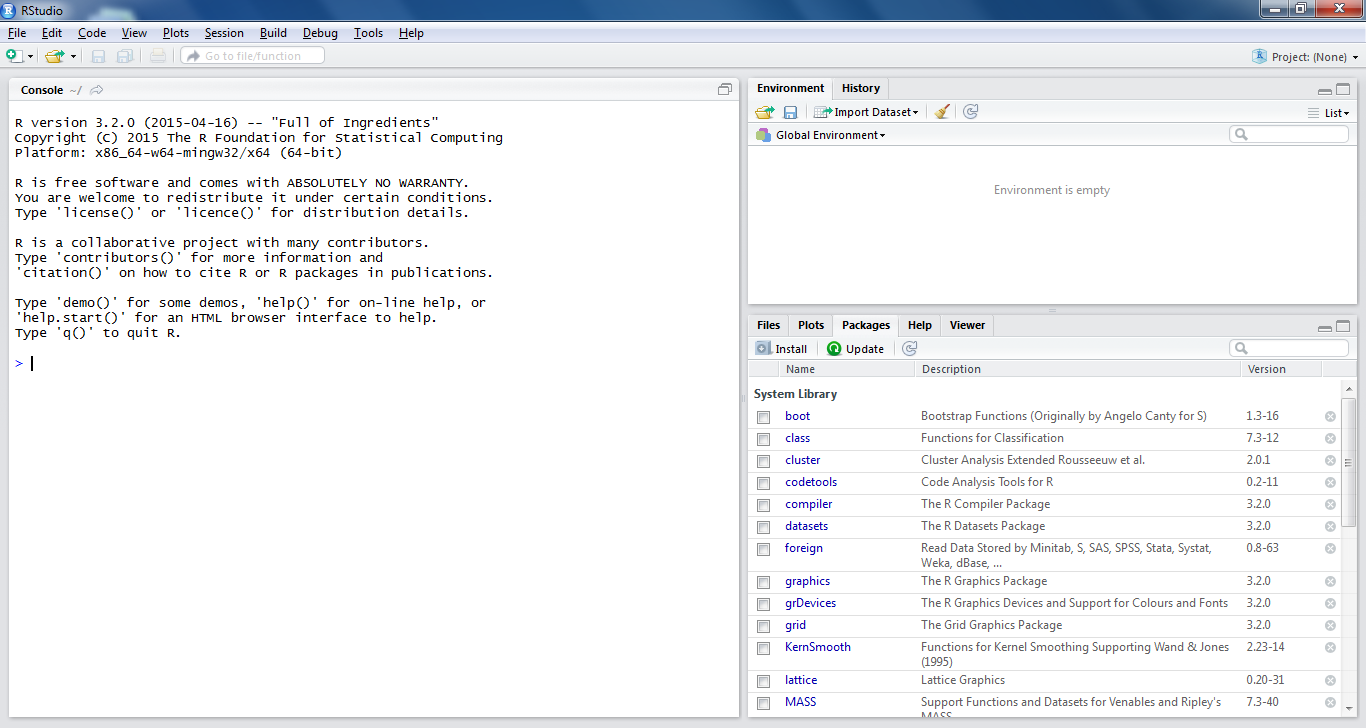 RStudio
File Edit Code View Plots Session Build Debug Tools Help
Go to file/function
Project: (None)
Console ~/
R version 3.2.0 (2015-04-16) -- "Full of Ingredients"
Copyright (C) 2015 The R Foundation for Statistical Computing
Platform: x86_64-w64-mingw32/x64 (64-bit)
R is free software and comes with ABSOLUTELY NO WARRANTY.
You are welcome to redistribute it under certain conditions.
Type 'license()' or 'licence()' for distribution details.
R is a collaborative project with many contributors.
Type 'contributors()' for more information and
'citation()' on how to cite R or R packages in publications.
Type 'demo()' for some demos, 'help()' for on-line help, or
'help.start()' for an HTML browser interface to help.
Type 'q()' to quit R.
>
Environment History
Import Dataset List
Global Environment
Environment is empty
Files Plots Packages Help Viewer
Install Update
Name Description Version
System Library
boot Bootstrap Functions (Originally by Angelo Canty for S) 1.3-16
class Functions for Classification 7.3-12
cluster Cluster Analysis Extended Rousseeuw et al. 2.0.1
codetools Code Analysis Tools for R 0.2-11
compiler The R Compiler Package 3.2.0
datasets The R Datasets Package 3.2.0
foreign Read Data Stored by Minitab, S, SAS, SPSS, Stata, Systat, 0.8-63
Weka, dBase, ...
graphics The R Graphics Package 3.2.0
grDevices The R Graphics Devices and Support for Colours and Fonts 3.2.0
grid The Grid Graphics Package 3.2.0
KernSmooth Functions for Kernel Smoothing Supporting Wand & Jones 2.23-14
(1995)
lattice Lattice Graphics 0.20-31
MASS Support Functions and Datasets for Venables and Ripley's 7.3-40
MASS